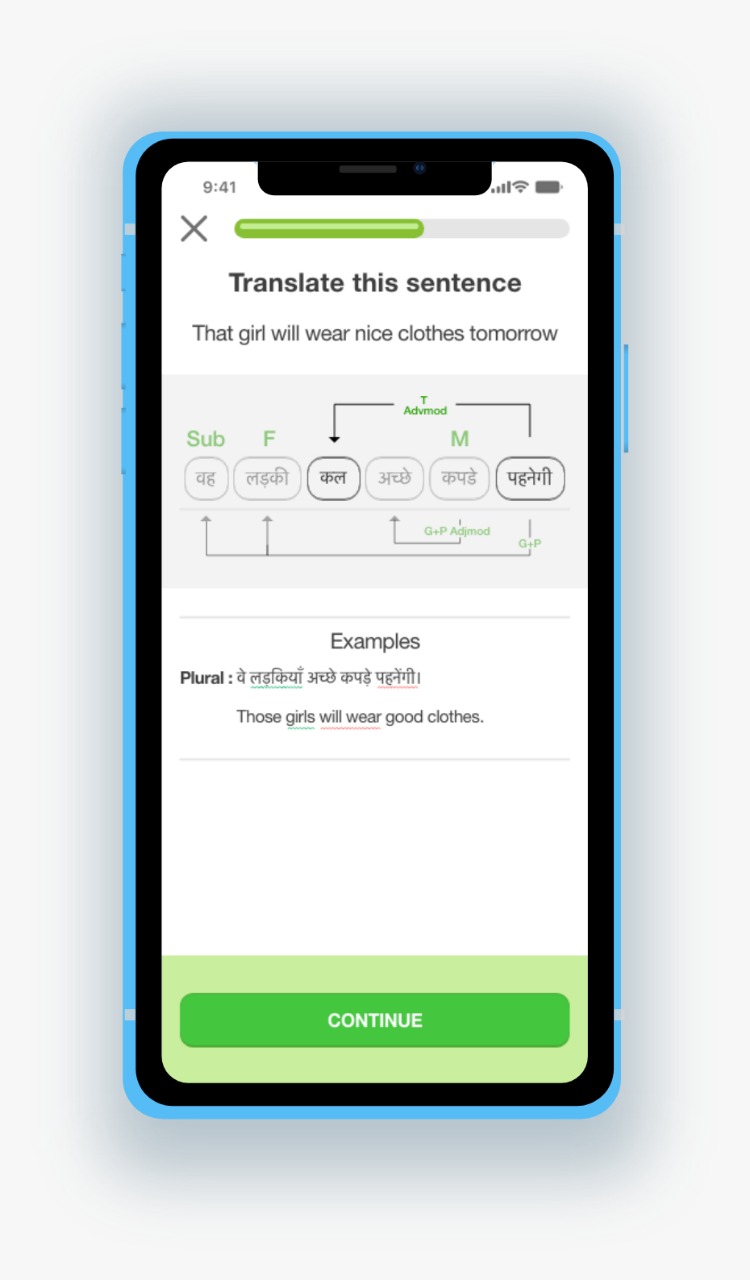 9:41
Translate this sentence
That girl will wear nice clothes tomorrow
T
Advmod
Sub F M
वह लड़की कल अच्छे कपडे पहनेगी
G+P Adjmod
G+P
Examples
Plural : वे लड़कियाँ अच्छे कपड़े पहनेंगी।
Those girls will wear good clothes.
CONTINUE